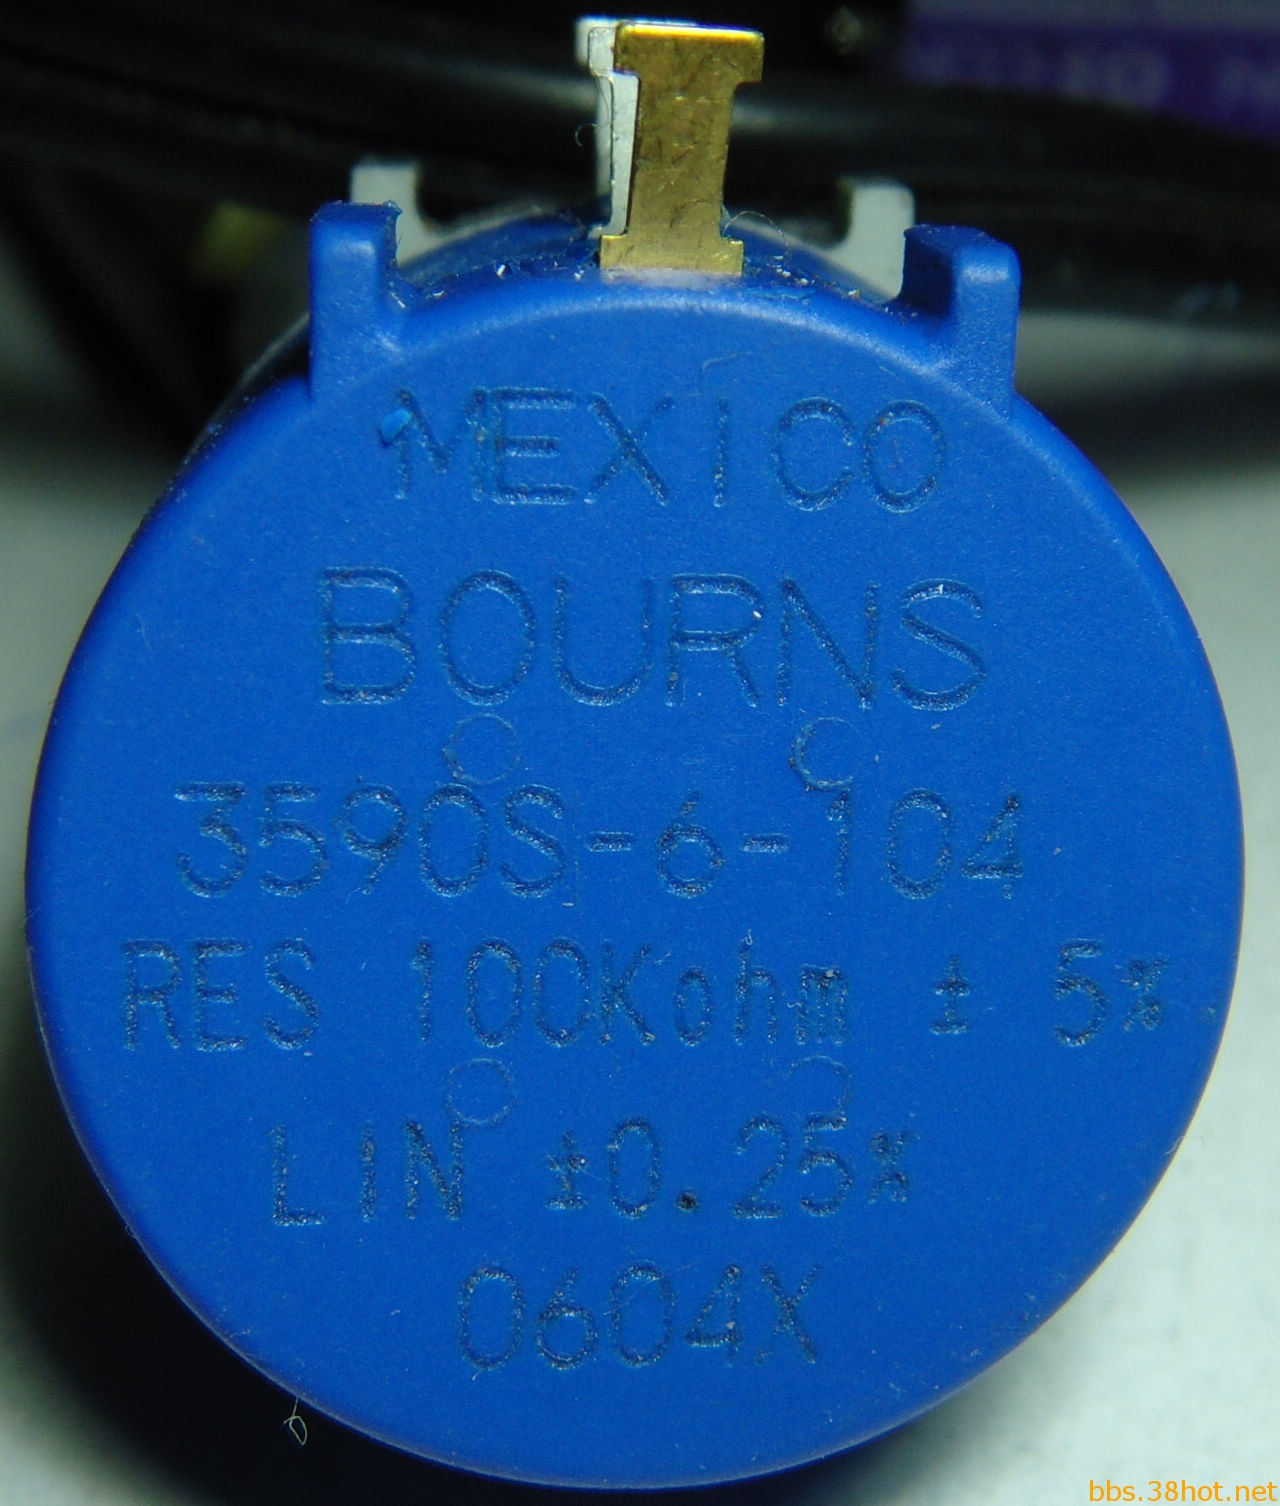 MEXICO
BOURNS
3590S-6-104
RES 100Kohm ± 5%
LIN ±0.25%
0604X
bbs.38hot.net